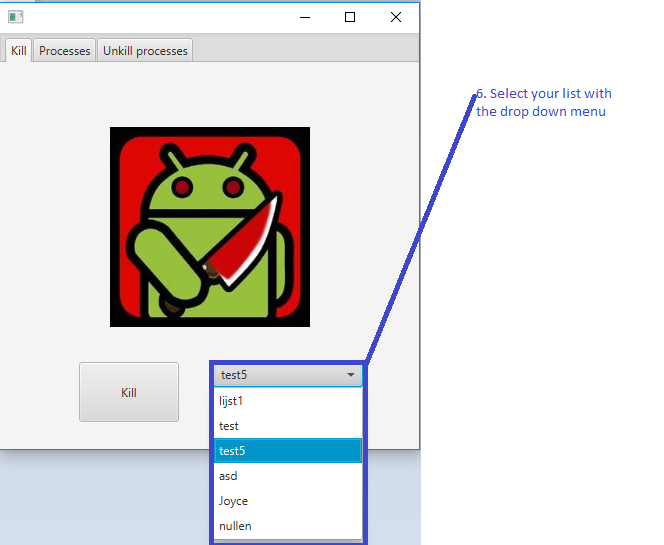 Kill Processes Unkill processes
6. Select your list with
the drop down menu
Kill
test5
lijst1
test
test5
asd
Joyce
nullen